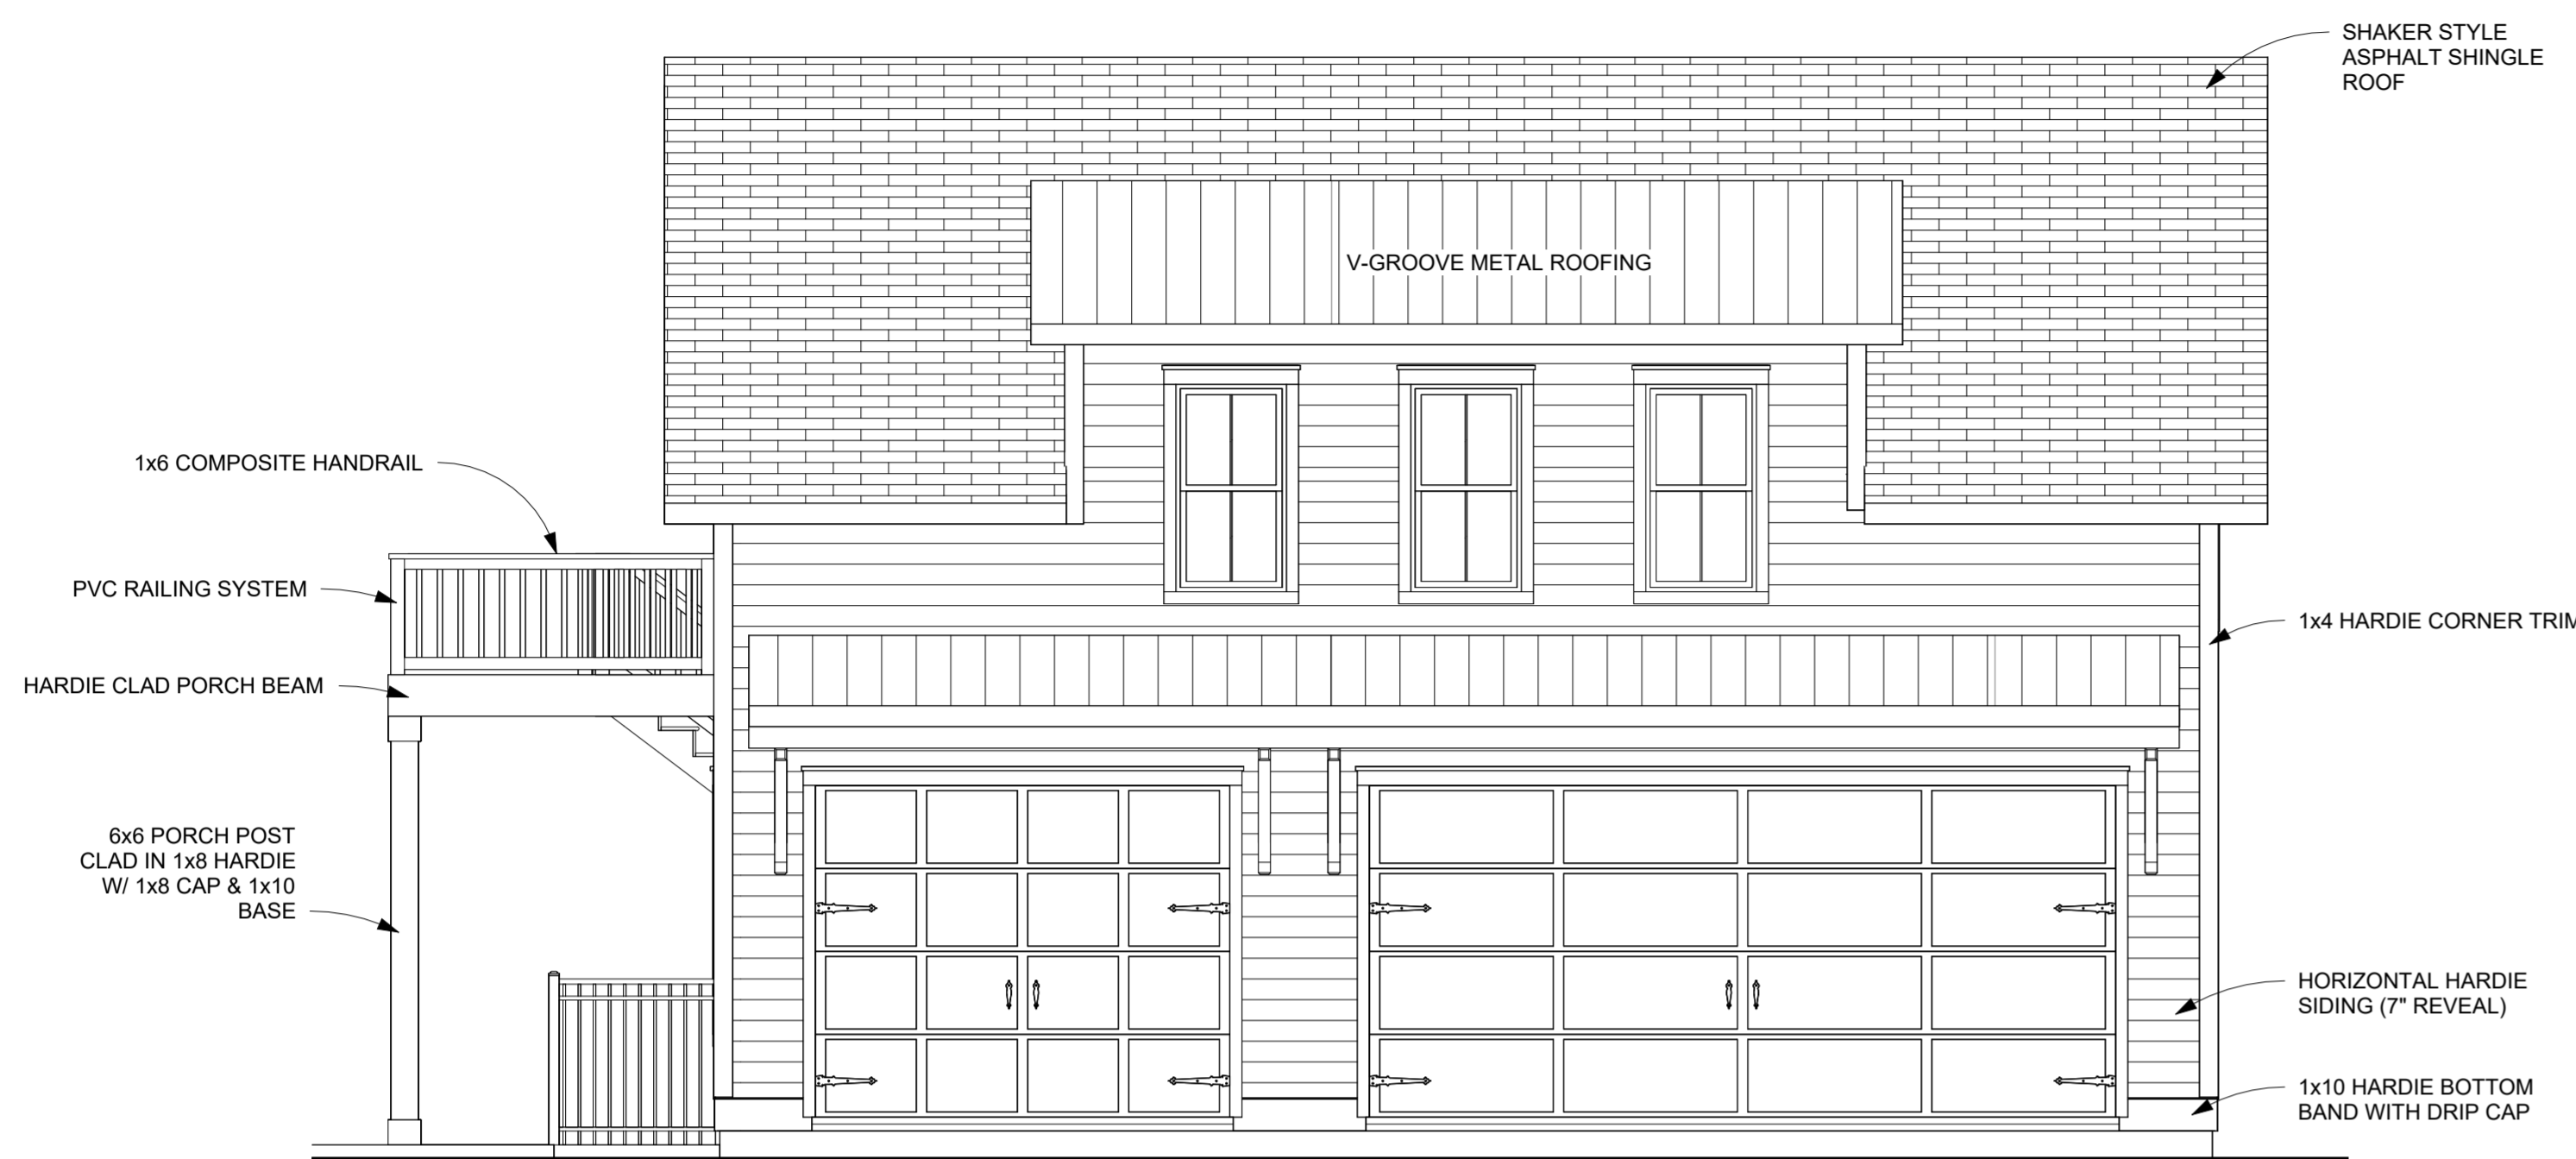 SHAKER STYLE
ASPHALT SHINGLE
ROOF
V-GROOVE METAL ROOFING
1x6 COMPOSITE HANDRAIL
PVC RAILING SYSTEM
1x4 HARDIE CORNER TRIM
HARDIE CLAD PORCH BEAM
6x6 PORCH POST
CLAD IN 1x8 HARDIE
W/ 1x8 CAP & 1x10
BASE
HORIZONTAL HARDIE
SIDING (7" REVEAL)
1x10 HARDIE BOTTOM
BAND WITH DRIP CAP